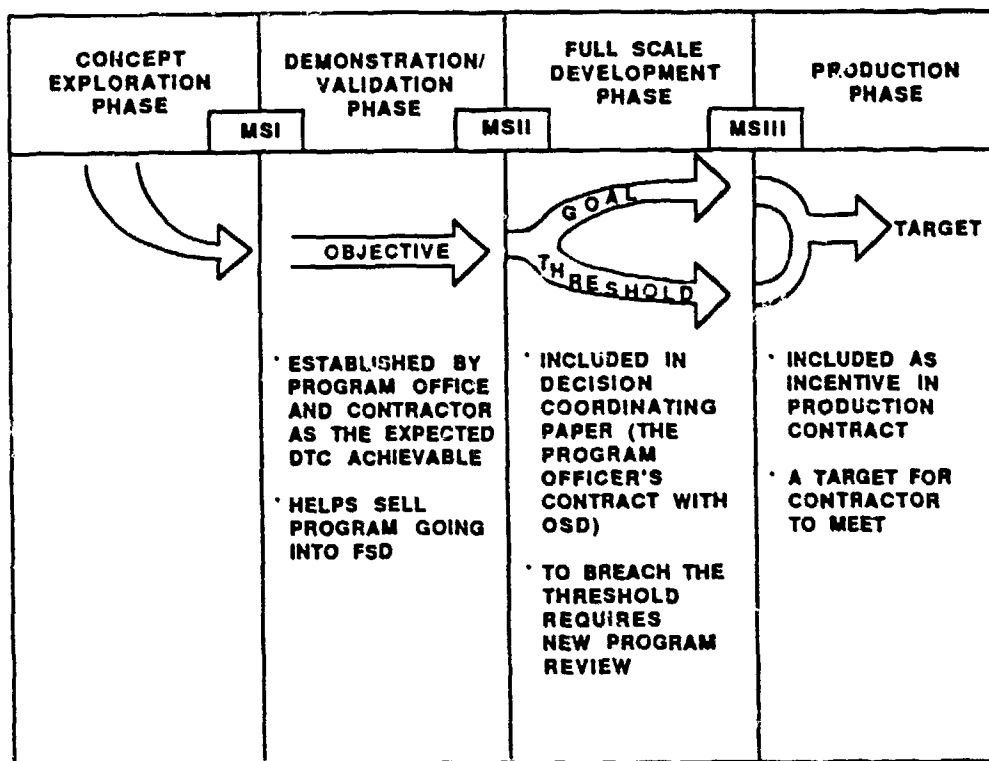 CONCEPT
EXPLORATION
PHASE
DEMONSTRATION/
VALIDATION
PHASE
FULL SCALE
DEVELOPMENT
PHASE
PRODUCTION
PHASE
MSI
MSII
MSIII
OBJECTIVE
GOAL
THRESHOLD
TARGET
· ESTABLISHED BY
PROGRAM OFFICE
AND CONTRACTOR
AS THE EXPECTED
DTC ACHIEVABLE
· HELPS SELL
PROGRAM GOING
INTO FSD
· INCLUDED IN
DECISION
COORDINATING
PAPER (THE
PROGRAM
OFFICER'S
CONTRACT WITH
OSD)
· TO BREACH THE
THRESHOLD
REQUIRES
NEW PROGRAM
REVIEW
· INCLUDED AS
INCENTIVE IN
PRODUCTION
CONTRACT
· A TARGET FOR
CONTRACTOR
TO MEET